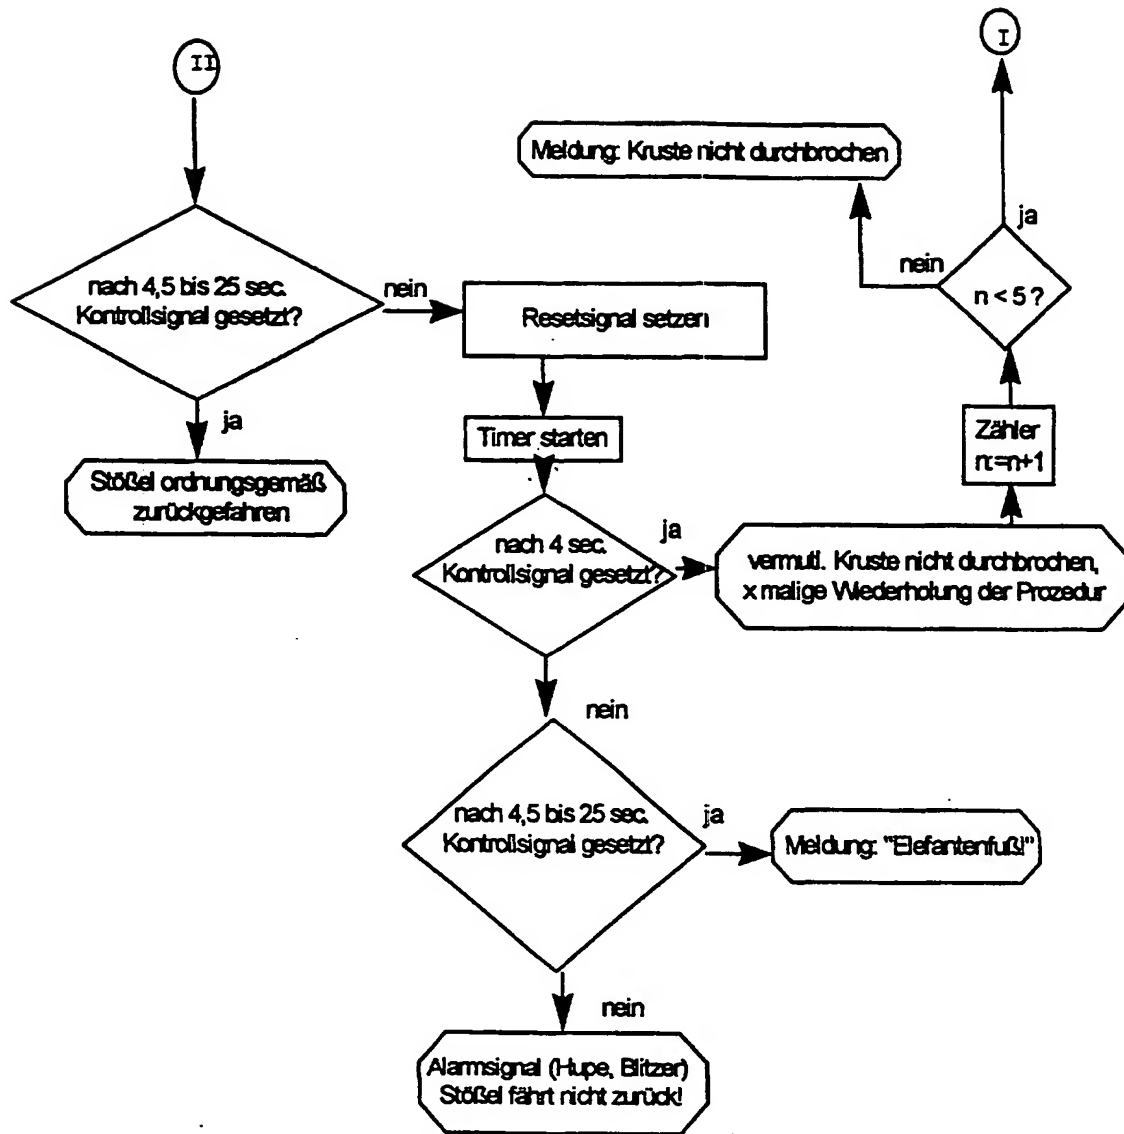 II
I
Meldung: Kruste nicht durchbrochen
ja
nein
n < 5 ?
nach 4,5 bis 25 sec.
Kontrollsignal gesetzt?
nein
Resetsignal setzen
ja
Timer starten
Zähler
n:=n+1
Stößel ordnungsgemäß
zurückgefahren
nach 4 sec.
Kontrollsignal gesetzt?
ja
vermutl. Kruste nicht durchbrochen,
x malige Wiederholung der Prozedur
nein
nach 4,5 bis 25 sec.
Kontrollsignal gesetzt?
ja
Meldung: "Elefantenfuß!"
nein
Alarmsignal (Hupe, Blitzer)
Stößel fährt nicht zurück!